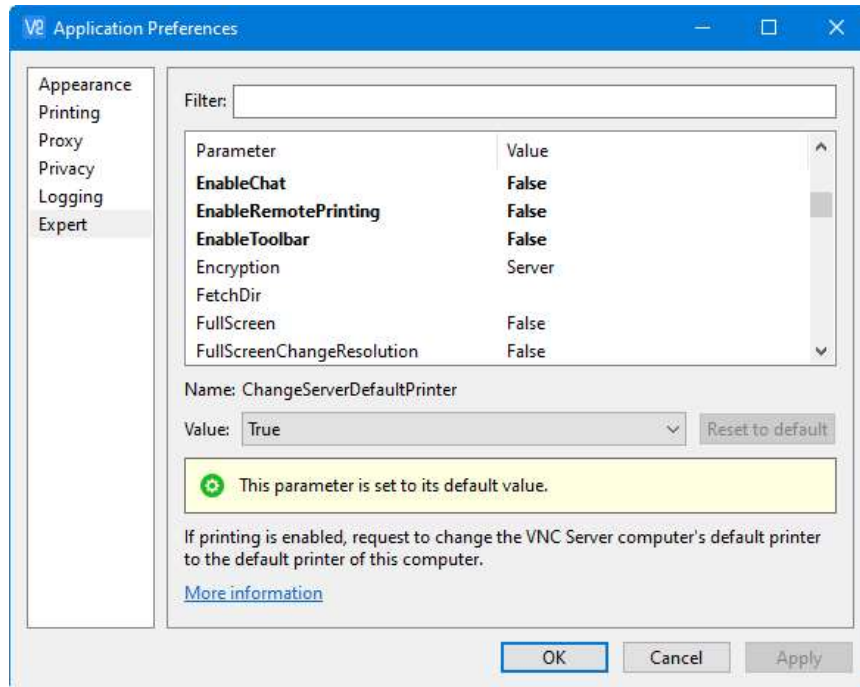 V2 Application Preferences
Appearance
Printing
Proxy
Privacy
Logging
Expert
Filter:
Parameter Value
EnableChat False
EnableRemotePrinting False
EnableToolbar False
Encryption Server
FetchDir
FullScreen False
FullScreenChangeResolution False
Name: ChangeServerDefaultPrinter
Value: True Reset to default
This parameter is set to its default value.
If printing is enabled, request to change the VNC Server computer's default printer
to the default printer of this computer.
More information
OK Cancel Apply